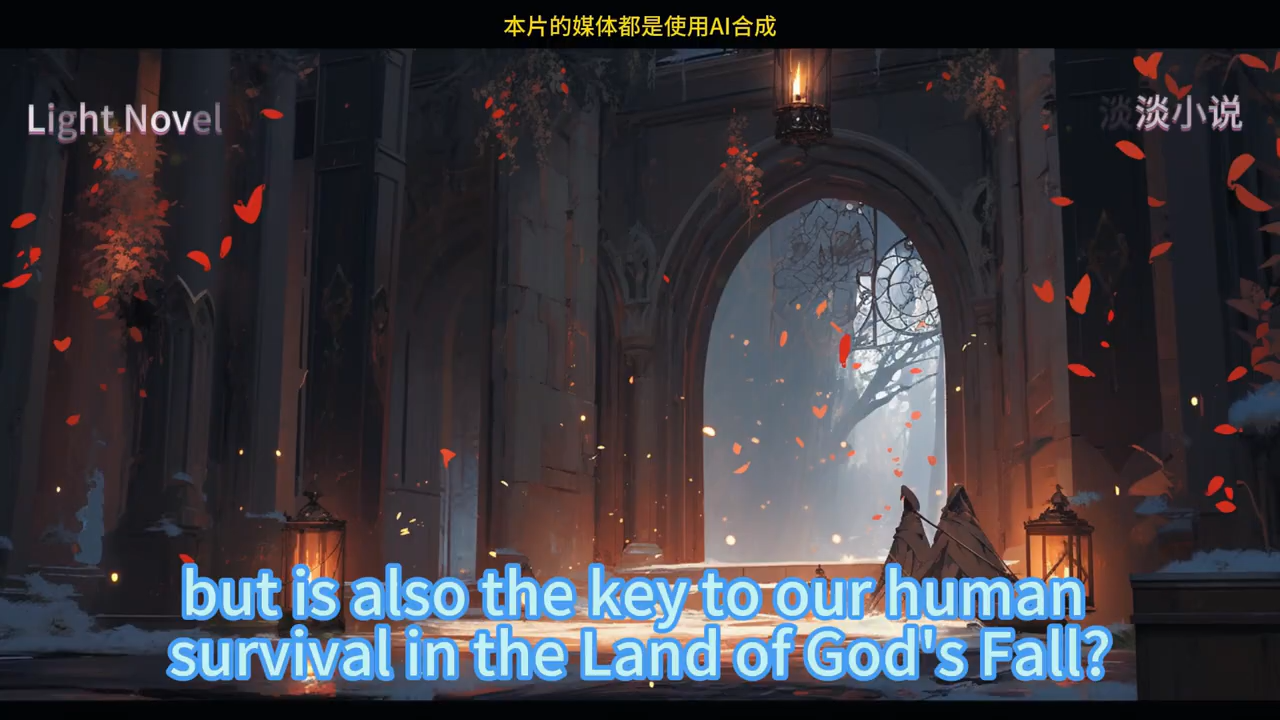 本片的媒体都是使用AI合成
Light Novel
淡淡小说
but is also the key to our human
survival in the Land of God's Fall?